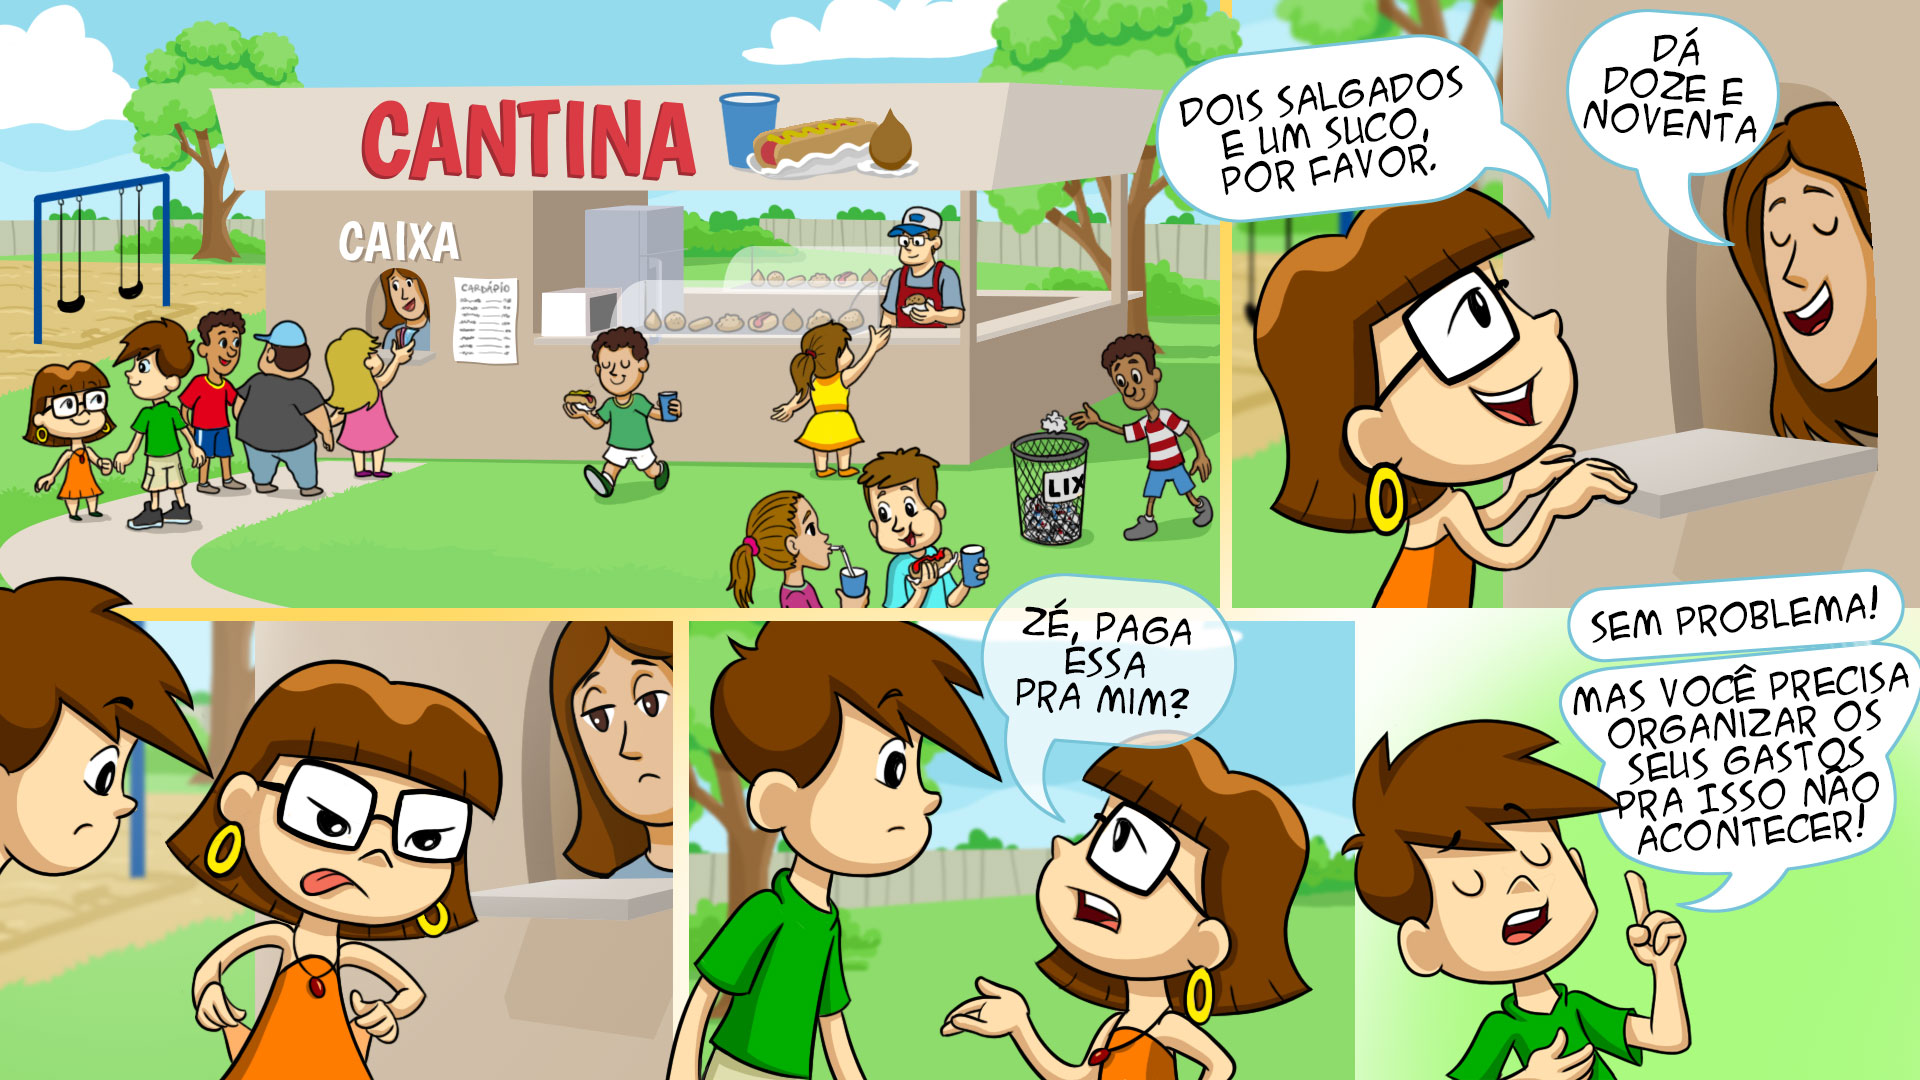 CANTINA
CAIXA
CARDÁPIO
LIX
DOIS SALGADOS
E UM SUCO,
POR FAVOR.
DÁ
DOZE E
NOVENTA
ZÉ, PAGA
ESSA
PRA MIM?
SEM PROBLEMA!
MAS VOCÊ PRECISA
ORGANIZAR OS
SEUS GASTOS
PRA ISSO NÃO
ACONTECER!